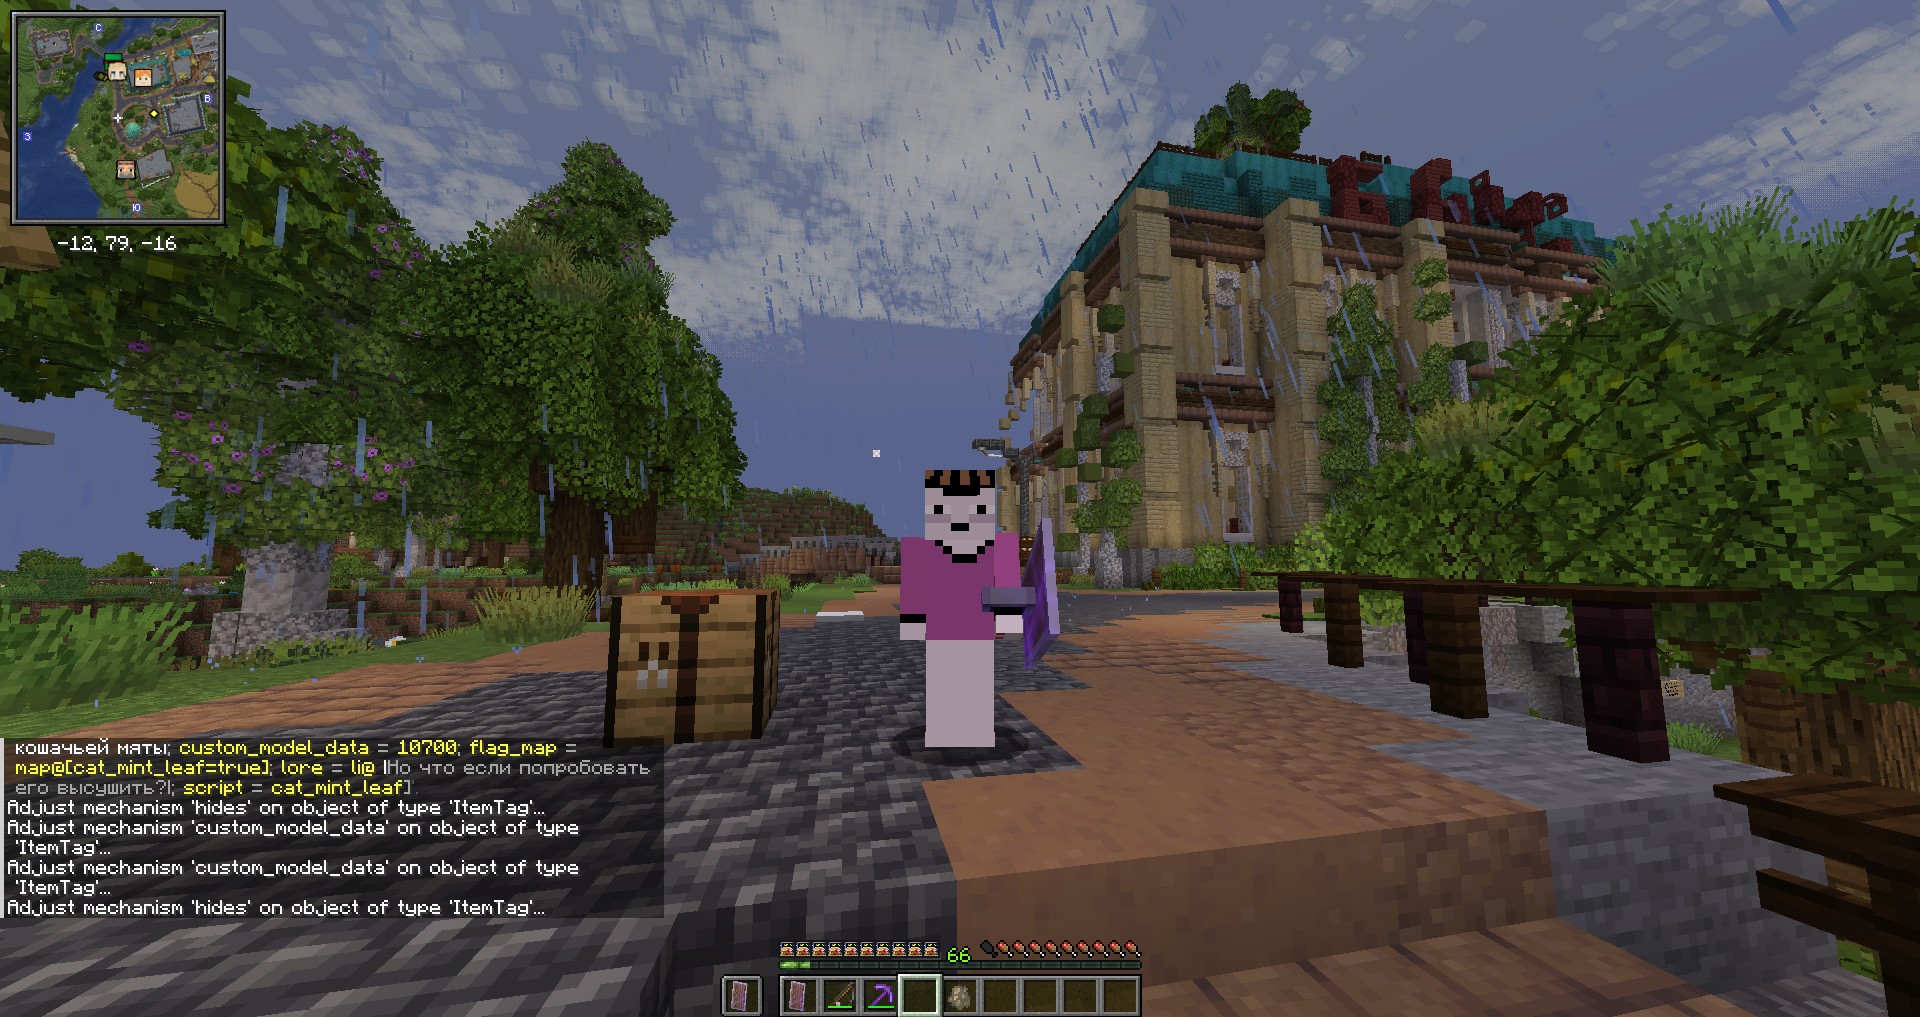 С
В
З
Ю
-12, 79, -16
кошачьей мяты; custom_model_data = 10700; flag_map =
map@[cat_mint_leaf=true]; lore = li@ |Но что если попробовать
его высушить?|; script = cat_mint_leaf].
Adjust mechanism 'hides' on object of type 'ItemTag'...
Adjust mechanism 'custom_model_data' on object of type
'ItemTag'...
Adjust mechanism 'custom_model_data' on object of type
'ItemTag'...
Adjust mechanism 'hides' on object of type 'ItemTag'...
66